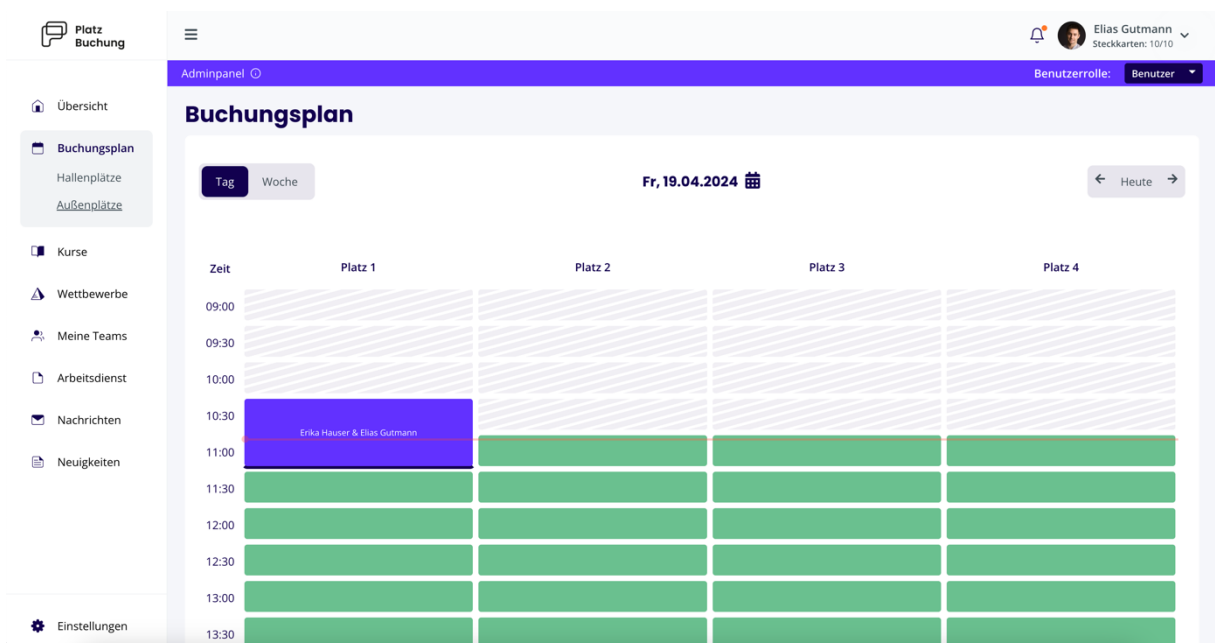 Platz
Buchung
Elias Gutmann
Steckkarten: 10/10
Adminpanel
Benutzerrolle: Benutzer
Übersicht
Buchungsplan
Hallenplätze
Außenplätze
Kurse
Wettbewerbe
Meine Teams
Arbeitsdienst
Nachrichten
Neuigkeiten
Einstellungen
Buchungsplan
Tag Woche
Fr, 19.04.2024
Heute
Zeit Platz 1 Platz 2 Platz 3 Platz 4
09:00
09:30
10:00
10:30
Erika Hauser & Elias Gutmann
11:00
11:30
12:00
12:30
13:00
13:30